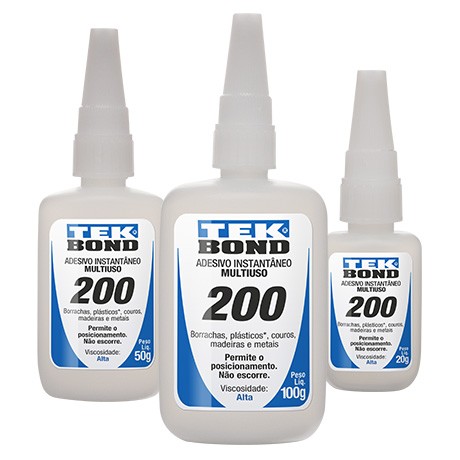 TEK
BOND
ADESIVO INSTANTÂNEO
MULTIUSO
200
Borrachas, plásticos*, couros,
madeiras e metais
Permite o
posicionamento.
Não escorre.
Viscosidade:
Alta
Peso
Líq.
50g
TEK
BOND
ADESIVO INSTANTÂNEO
MULTIUSO
200
Borrachas, plásticos*, couros,
madeiras e metais
Permite o
posicionamento.
Não escorre.
Viscosidade:
Alta
Peso
Líq.
100g
TEK
BOND
ADESIVO INSTANTÂNEO
MULTIUSO
200
Borrachas, plásticos*, couros,
madeiras e metais
Permite o
posicionamento.
Não escorre.
Viscosidade:
Alta
Peso
Líq.
20g